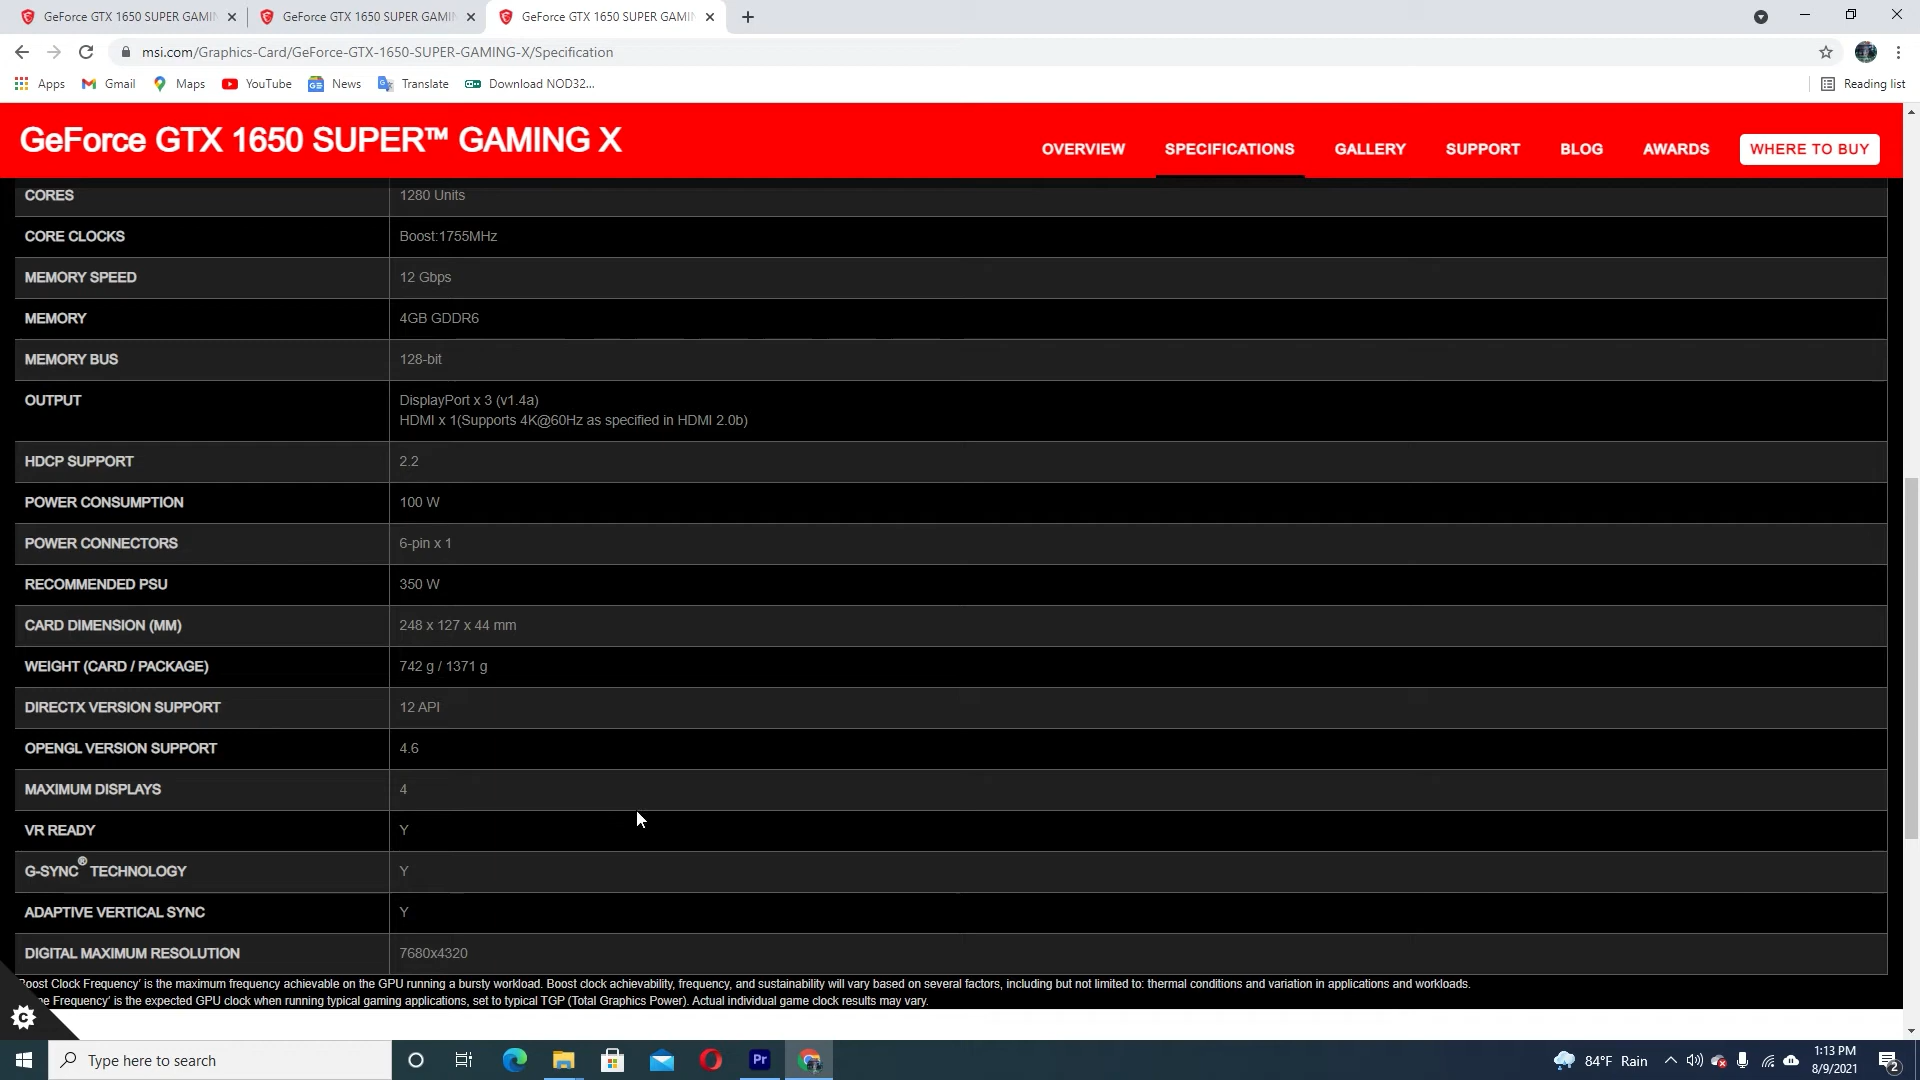 GeForce GTX 1650 SUPER GAMIN
GeForce GTX 1650 SUPER GAMIN
GeForce GTX 1650 SUPER GAMIN
msi.com/Graphics-Card/GeForce-GTX-1650-SUPER-GAMING-X/Specification
Apps Gmail Maps YouTube News Translate Download NOD32... Reading list
GeForce GTX 1650 SUPER™ GAMING X
OVERVIEW SPECIFICATIONS GALLERY SUPPORT BLOG AWARDS WHERE TO BUY
CORES 1280 Units
CORE CLOCKS Boost:1755MHz
MEMORY SPEED 12 Gbps
MEMORY 4GB GDDR6
MEMORY BUS 128-bit
OUTPUT DisplayPort x 3 (v1.4a)
HDMI x 1(Supports 4K@60Hz as specified in HDMI 2.0b)
HDCP SUPPORT 2.2
POWER CONSUMPTION 100 W
POWER CONNECTORS 6-pin x 1
RECOMMENDED PSU 350 W
CARD DIMENSION (MM) 248 x 127 x 44 mm
WEIGHT (CARD / PACKAGE) 742 g / 1371 g
DIRECTX VERSION SUPPORT 12 API
OPENGL VERSION SUPPORT 4.6
MAXIMUM DISPLAYS 4
VR READY Y
G-SYNC® TECHNOLOGY Y
ADAPTIVE VERTICAL SYNC Y
DIGITAL MAXIMUM RESOLUTION 7680x4320
Boost Clock Frequency' is the maximum frequency achievable on the GPU running a bursty workload. Boost clock achievability, frequency, and sustainability will vary based on several factors, including but not limited to: thermal conditions and variation in applications and workloads.
e Frequency' is the expected GPU clock when running typical gaming applications, set to typical TGP (Total Graphics Power). Actual individual game clock results may vary.
Type here to search
Pr
84°F Rain
1:13 PM
8/9/2021
2